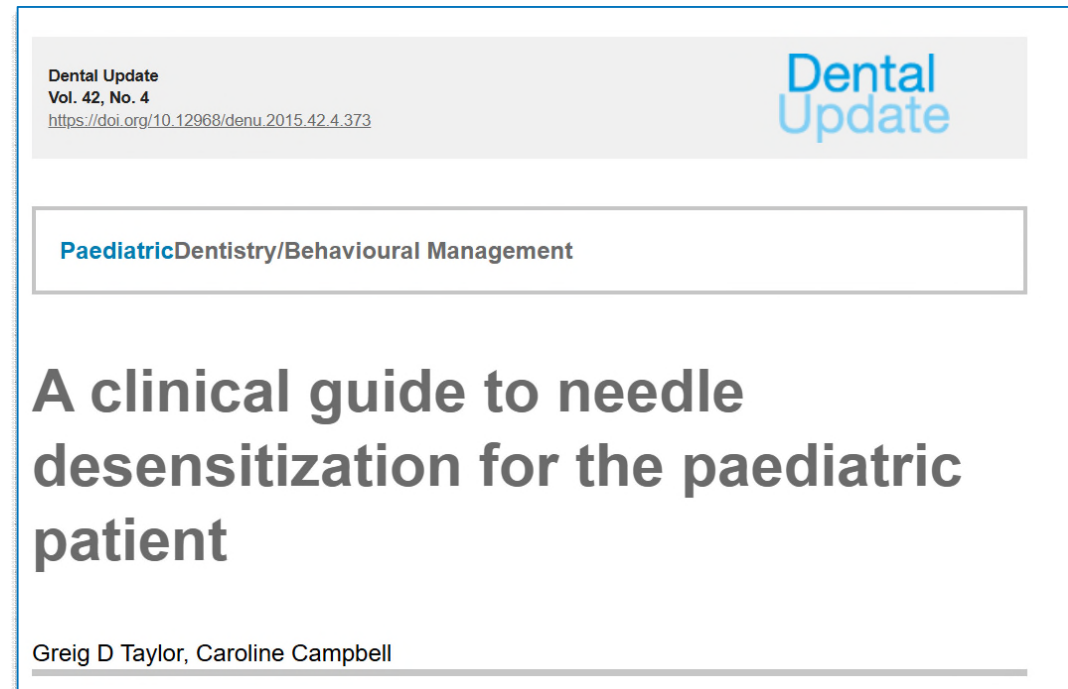 Dental Update
Vol. 42, No. 4
https://doi.org/10.12968/denu.2015.42.4.373
Dental
Update
PaediatricDentistry/Behavioural Management
A clinical guide to needle
desensitization for the paediatric
patient
Greig D Taylor, Caroline Campbell